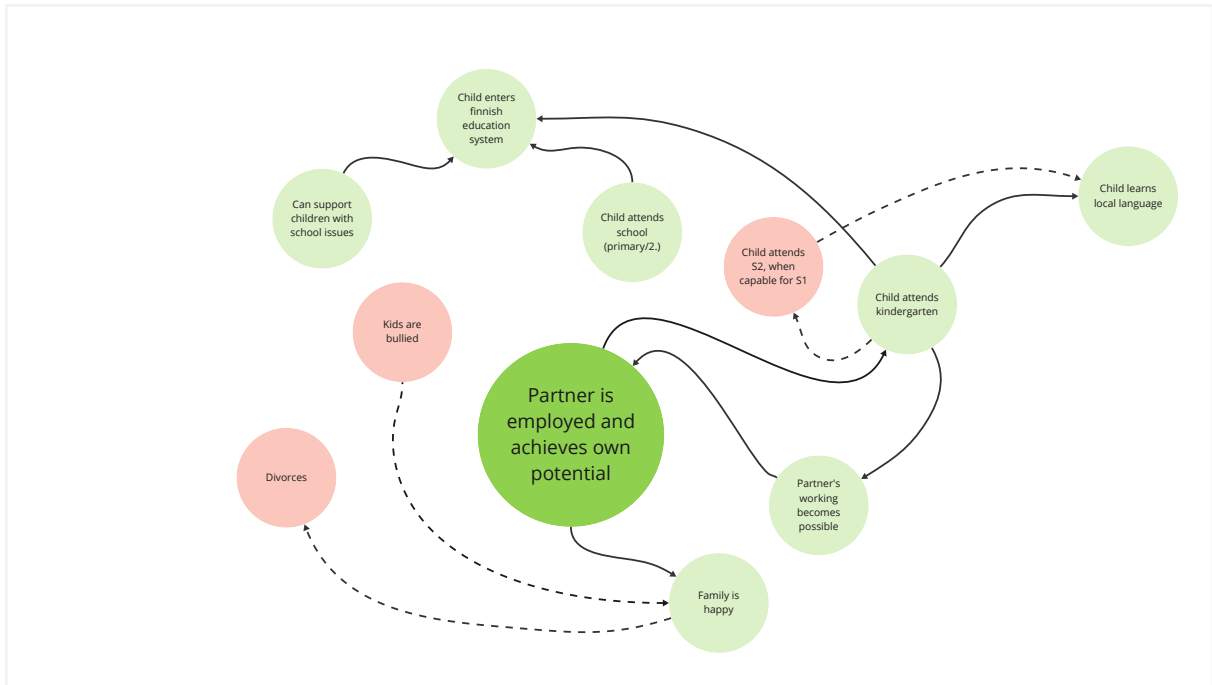 Child enters
finnish
education
system
Can support
children with
school issues
Child attends
school
(primary/2.)
Child attends
S2, when
capable for S1
Child learns
local language
Child attends
kindergarten
Kids are
bullied
Partner is
employed and
achieves own
potential
Divorces
Partner's
working
becomes
possible
Family is
happy